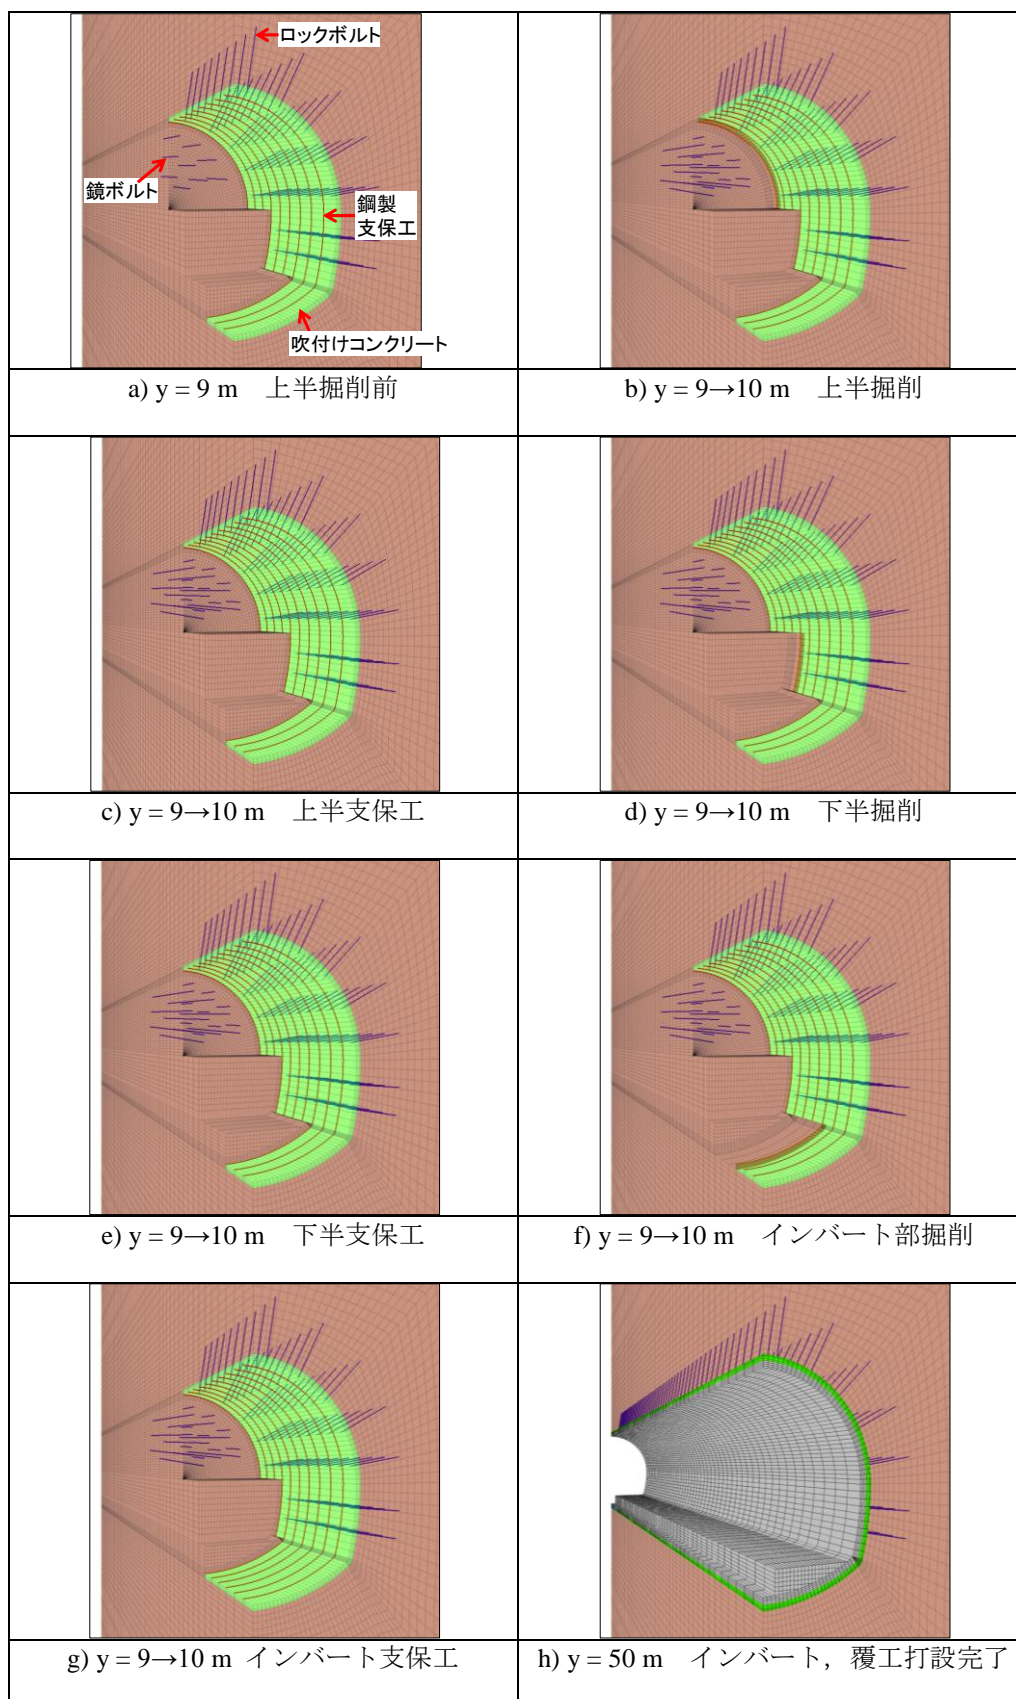 ロックボルト
鏡ボルト
鋼製
支保工
吹付けコンクリート
a) y = 9 m　上半掘削前
b) y = 9→10 m　上半掘削
c) y = 9→10 m　上半支保工
d) y = 9→10 m　下半掘削
e) y = 9→10 m　下半支保工
f) y = 9→10 m　インバート部掘削
g) y = 9→10 m インバート支保工
h) y = 50 m　インバート，覆工打設完了